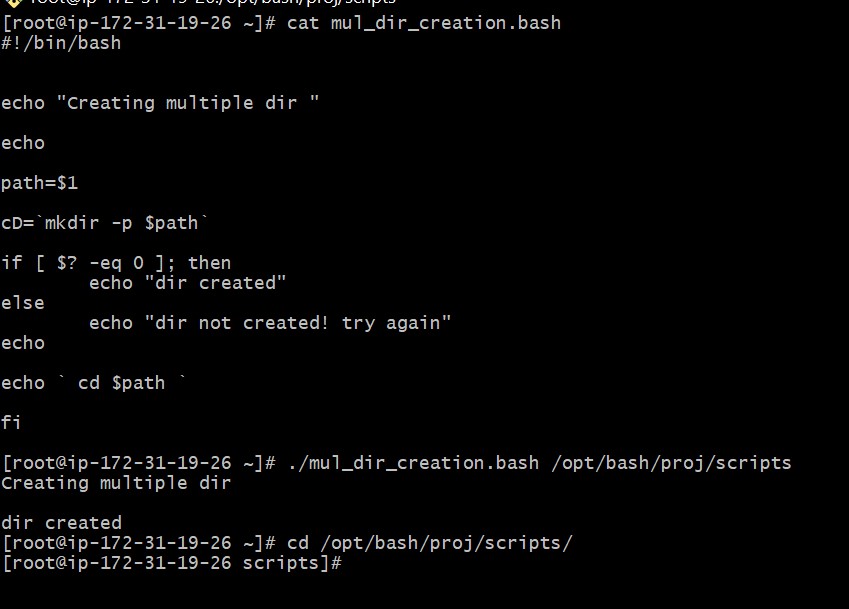 root@ip-172-31-19-26:/opt/bash/proj/scripts
[root@ip-172-31-19-26 ~]# cat mul_dir_creation.bash
#!/bin/bash
echo "Creating multiple dir "
echo
path=$1
cD=`mkdir -p $path`
if [ $? -eq 0 ]; then
        echo "dir created"
else
        echo "dir not created! try again"
echo
echo ` cd $path `
fi
[root@ip-172-31-19-26 ~]# ./mul_dir_creation.bash /opt/bash/proj/scripts
Creating multiple dir
dir created
[root@ip-172-31-19-26 ~]# cd /opt/bash/proj/scripts/
[root@ip-172-31-19-26 scripts]#